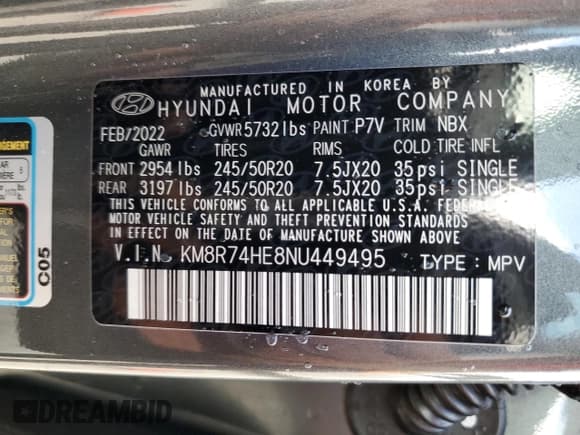 MANUFACTURED IN KOREA BY
HYUNDAI MOTOR COMPANY
FEB/2022 GVWR 5732 lbs PAINT P7V TRIM NBX
GAWR TIRES RIMS COLD TIRE INFL
FRONT 2954 lbs 245/50R20 7.5JX20 35 psi SINGLE
REAR 3197 lbs 245/50R20 7.5JX20 35 psi SINGLE
THIS VEHICLE CONFORMS TO ALL APPLICABLE U.S.A. FEDERAL
MOTOR VEHICLE SAFETY AND THEFT PREVENTION STANDARDS
IN EFFECT ON THE DATE OF MANUFACTURE SHOWN ABOVE.
V.I.N. KM8R74HE8NU449495 TYPE : MPV
C05
DREAMBID